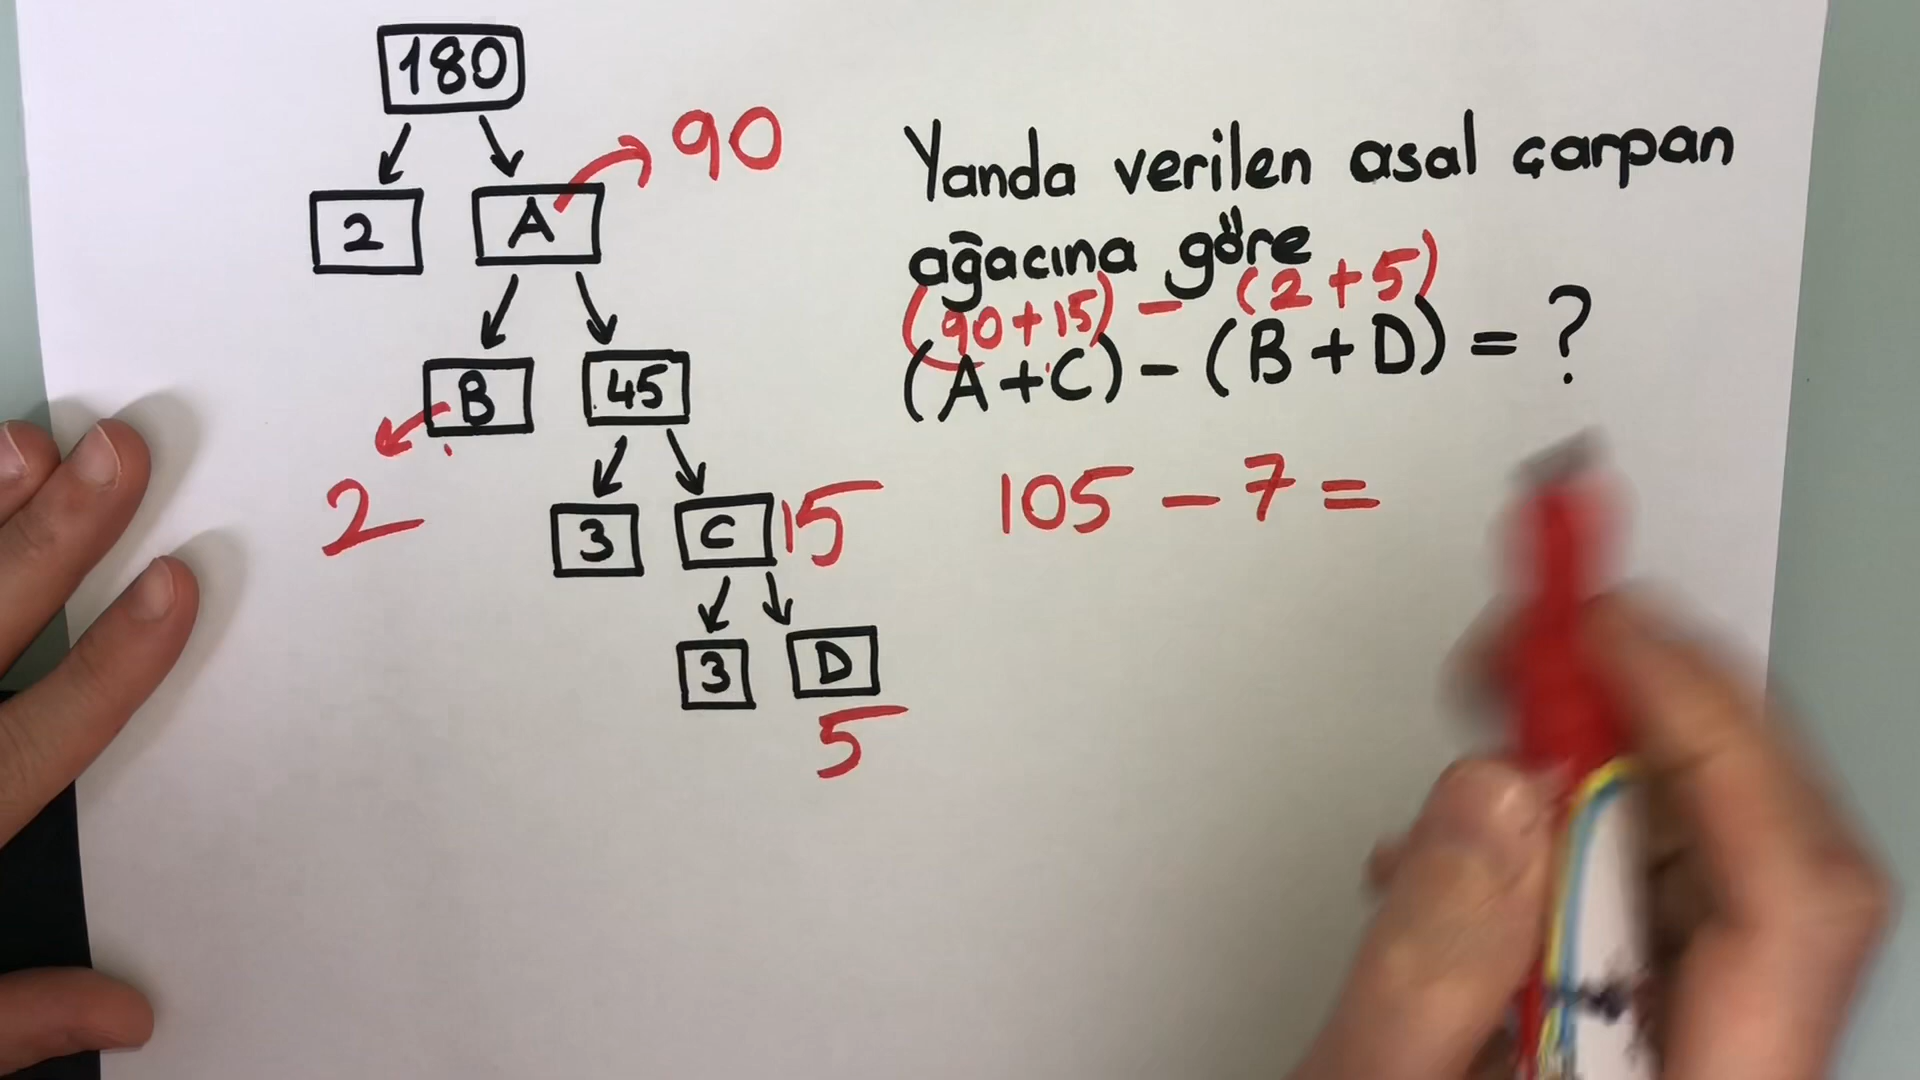 180
90
2 A
B 45
2
3 C 15
3 D
5
Yanda verilen asal çarpan
ağacına göre
(90+15) - (2+5)
(A+C) - (B+D) = ?
105 - 7 =